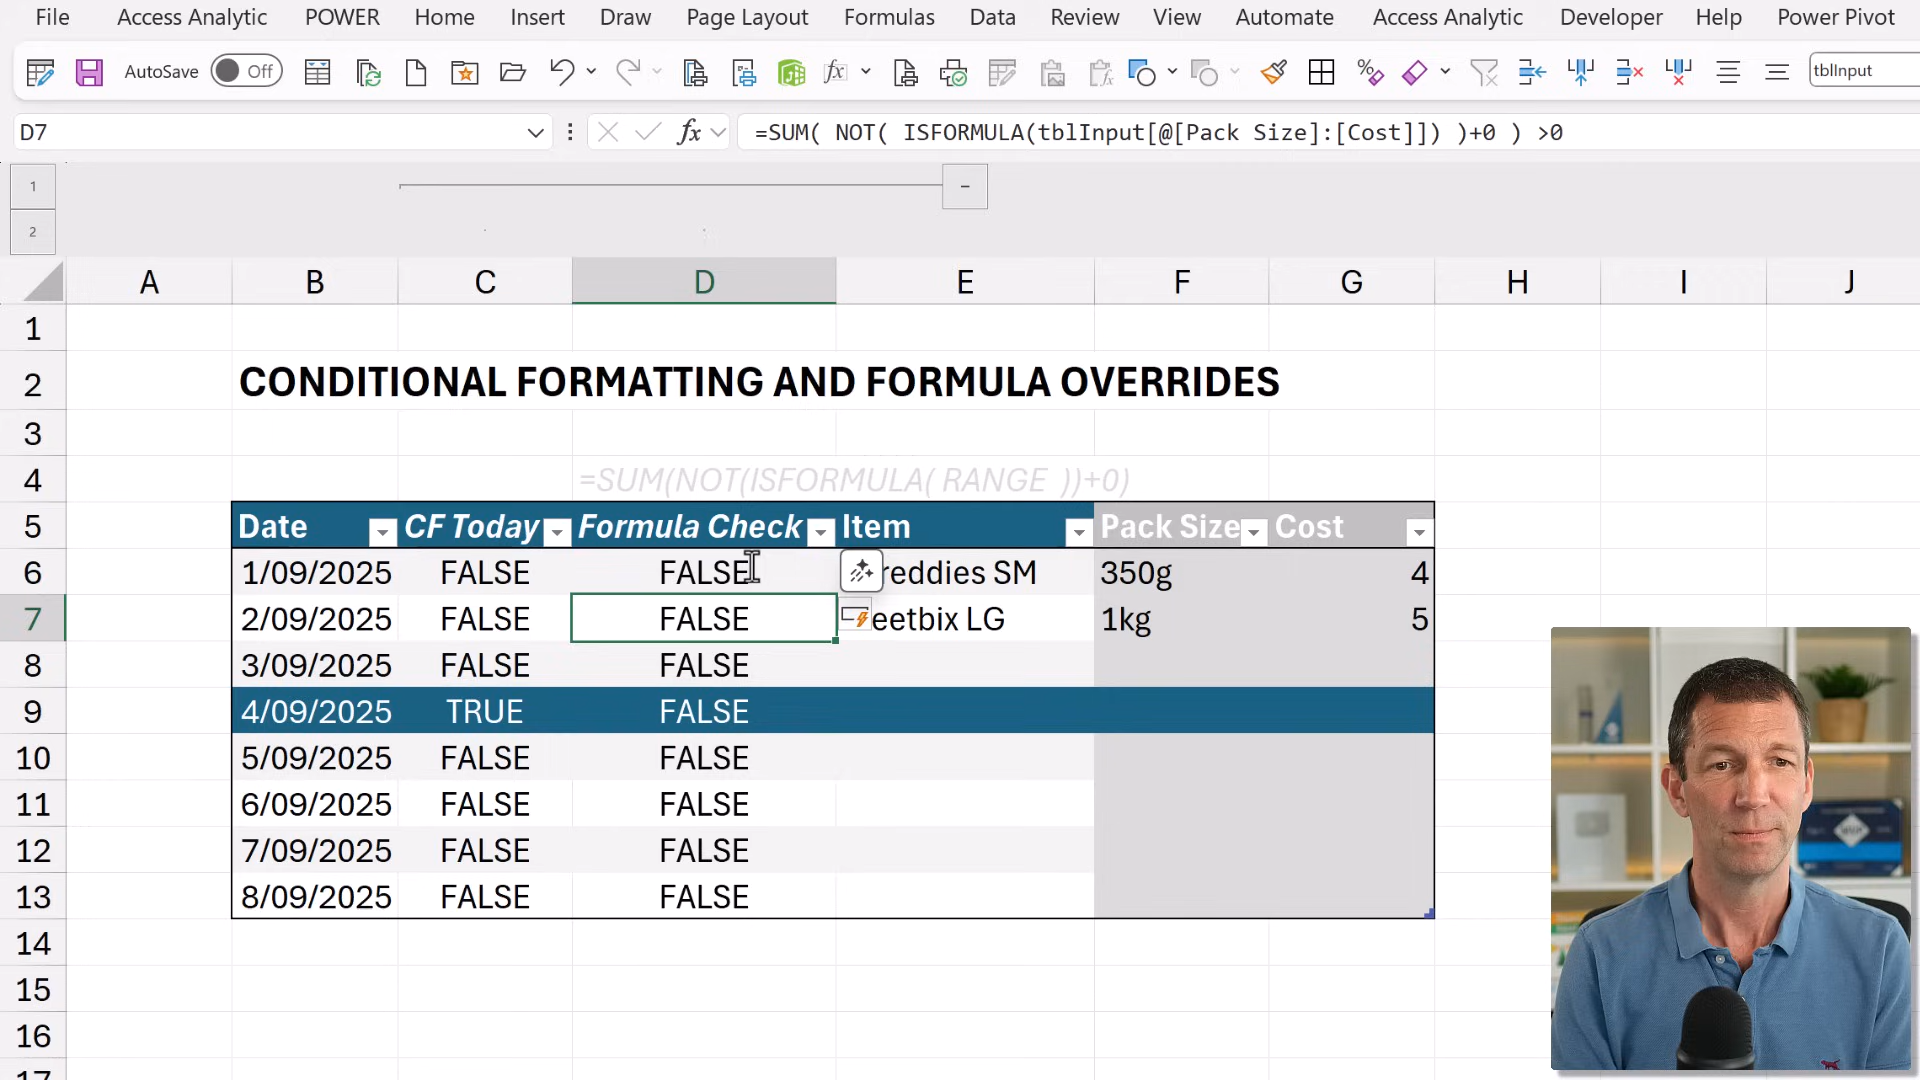 File Access Analytic POWER Home Insert Draw Page Layout Formulas Data Review View Automate Access Analytic Developer Help Power Pivot
AutoSave Off tblInput
D7 fx =SUM( NOT( ISFORMULA(tblInput[@[Pack Size]:[Cost]]) )+0 ) >0
1
2
A B C D E F G H I J
1
2 CONDITIONAL FORMATTING AND FORMULA OVERRIDES
3
4 =SUM(NOT(ISFORMULA( RANGE ))+0)
5 Date CF Today Formula Check Item Pack Size Cost
6 1/09/2025 FALSE FALSE reddies SM 350g 4
7 2/09/2025 FALSE FALSE eetbix LG 1kg 5
8 3/09/2025 FALSE FALSE
9 4/09/2025 TRUE FALSE
10 5/09/2025 FALSE FALSE
11 6/09/2025 FALSE FALSE
12 7/09/2025 FALSE FALSE
13 8/09/2025 FALSE FALSE
14
15
16
17